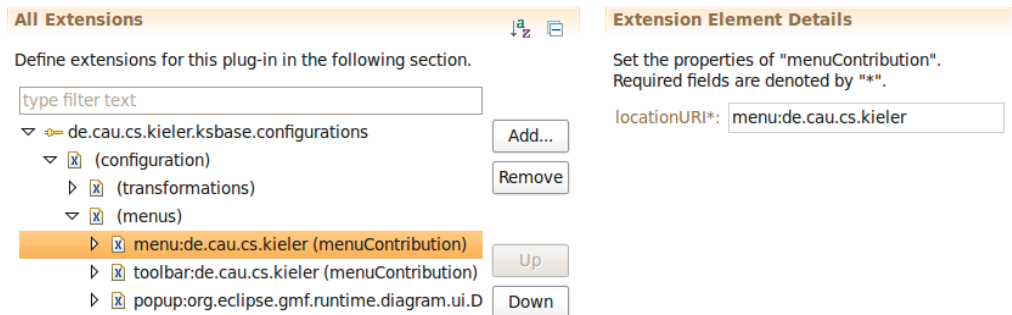 All Extensions
Define extensions for this plug-in in the following section.
type filter text
de.cau.cs.kieler.ksbase.configurations
(configuration)
(transformations)
(menus)
menu:de.cau.cs.kieler (menuContribution)
toolbar:de.cau.cs.kieler (menuContribution)
popup:org.eclipse.gmf.runtime.diagram.ui.D
Add...
Remove
Up
Down
Extension Element Details
Set the properties of "menuContribution".
Required fields are denoted by "*".
locationURI*: menu:de.cau.cs.kieler